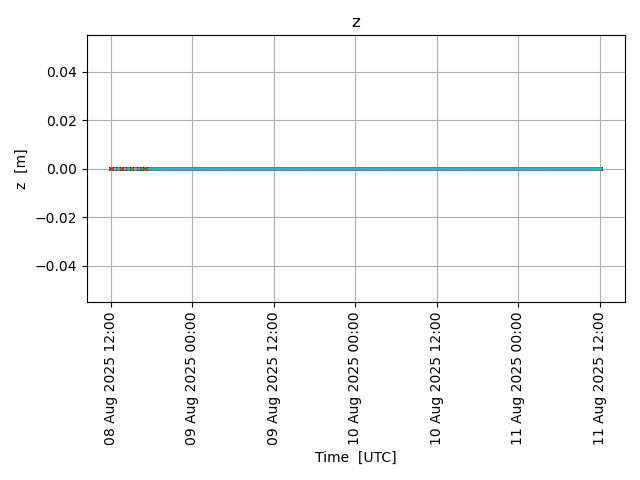 z
0.04
0.02
0.00
−0.02
−0.04
z [m]
08 Aug 2025 12:00
09 Aug 2025 00:00
09 Aug 2025 12:00
10 Aug 2025 00:00
10 Aug 2025 12:00
11 Aug 2025 00:00
11 Aug 2025 12:00
Time [UTC]